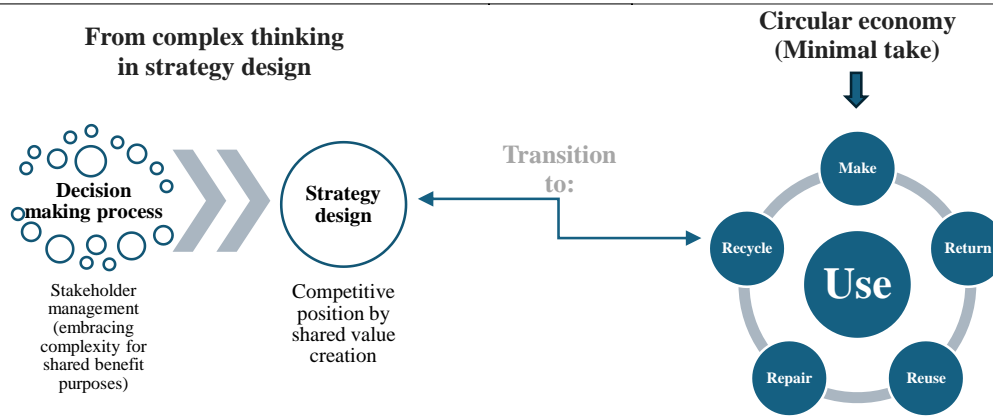 From complex thinking
in strategy design
Circular economy
(Minimal take)
Decision
making process
Stakeholder
management
(embracing
complexity for
shared benefit
purposes)
Strategy
design
Competitive
position by
shared value
creation
Transition
to:
Make
Recycle
Return
Use
Repair
Reuse